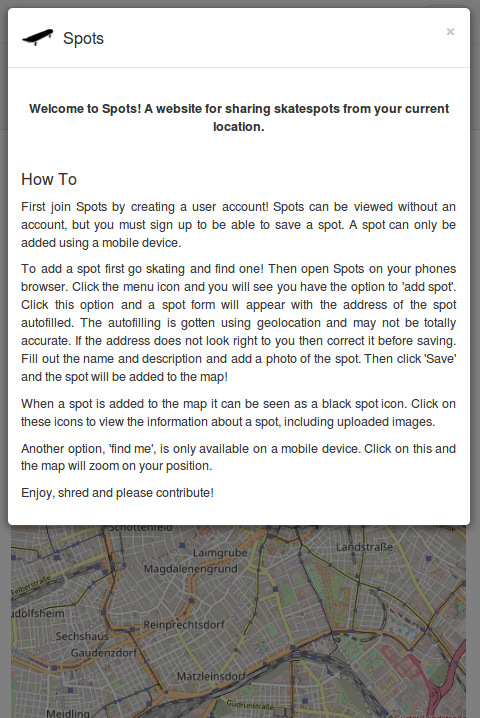 Spots
×
Welcome to Spots! A website for sharing skatespots from your current
location.
How To
First join Spots by creating a user account! Spots can be viewed without an
account, but you must sign up to be able to save a spot. A spot can only be
added using a mobile device.
To add a spot first go skating and find one! Then open Spots on your phones
browser. Click the menu icon and you will see you have the option to 'add spot'.
Click this option and a spot form will appear with the address of the spot
autofilled. The autofilling is gotten using geolocation and may not be totally
accurate. If the address does not look right to you then correct it before saving.
Fill out the name and description and add a photo of the spot. Then click 'Save'
and the spot will be added to the map!
When a spot is added to the map it can be seen as a black spot icon. Click on
these icons to view the information about a spot, including uploaded images.
Another option, 'find me', is only available on a mobile device. Click on this and
the map will zoom on your position.
Enjoy, shred and please contribute!
Schottenfeld
Laimgrube
Landstraße
Magdalenengrund
felberstraße
udolfsheim
Reinprechtsdorf
Sechshaus
Gaudenzdorf
Matzleinsdorf
Gudrunstraße
Meidling